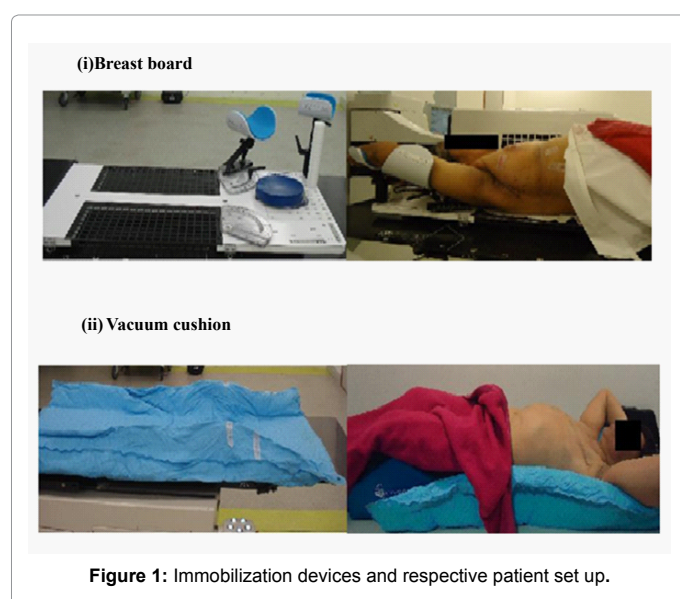 (i)Breast board
(ii) Vacuum cushion
Figure 1: Immobilization devices and respective patient set up.